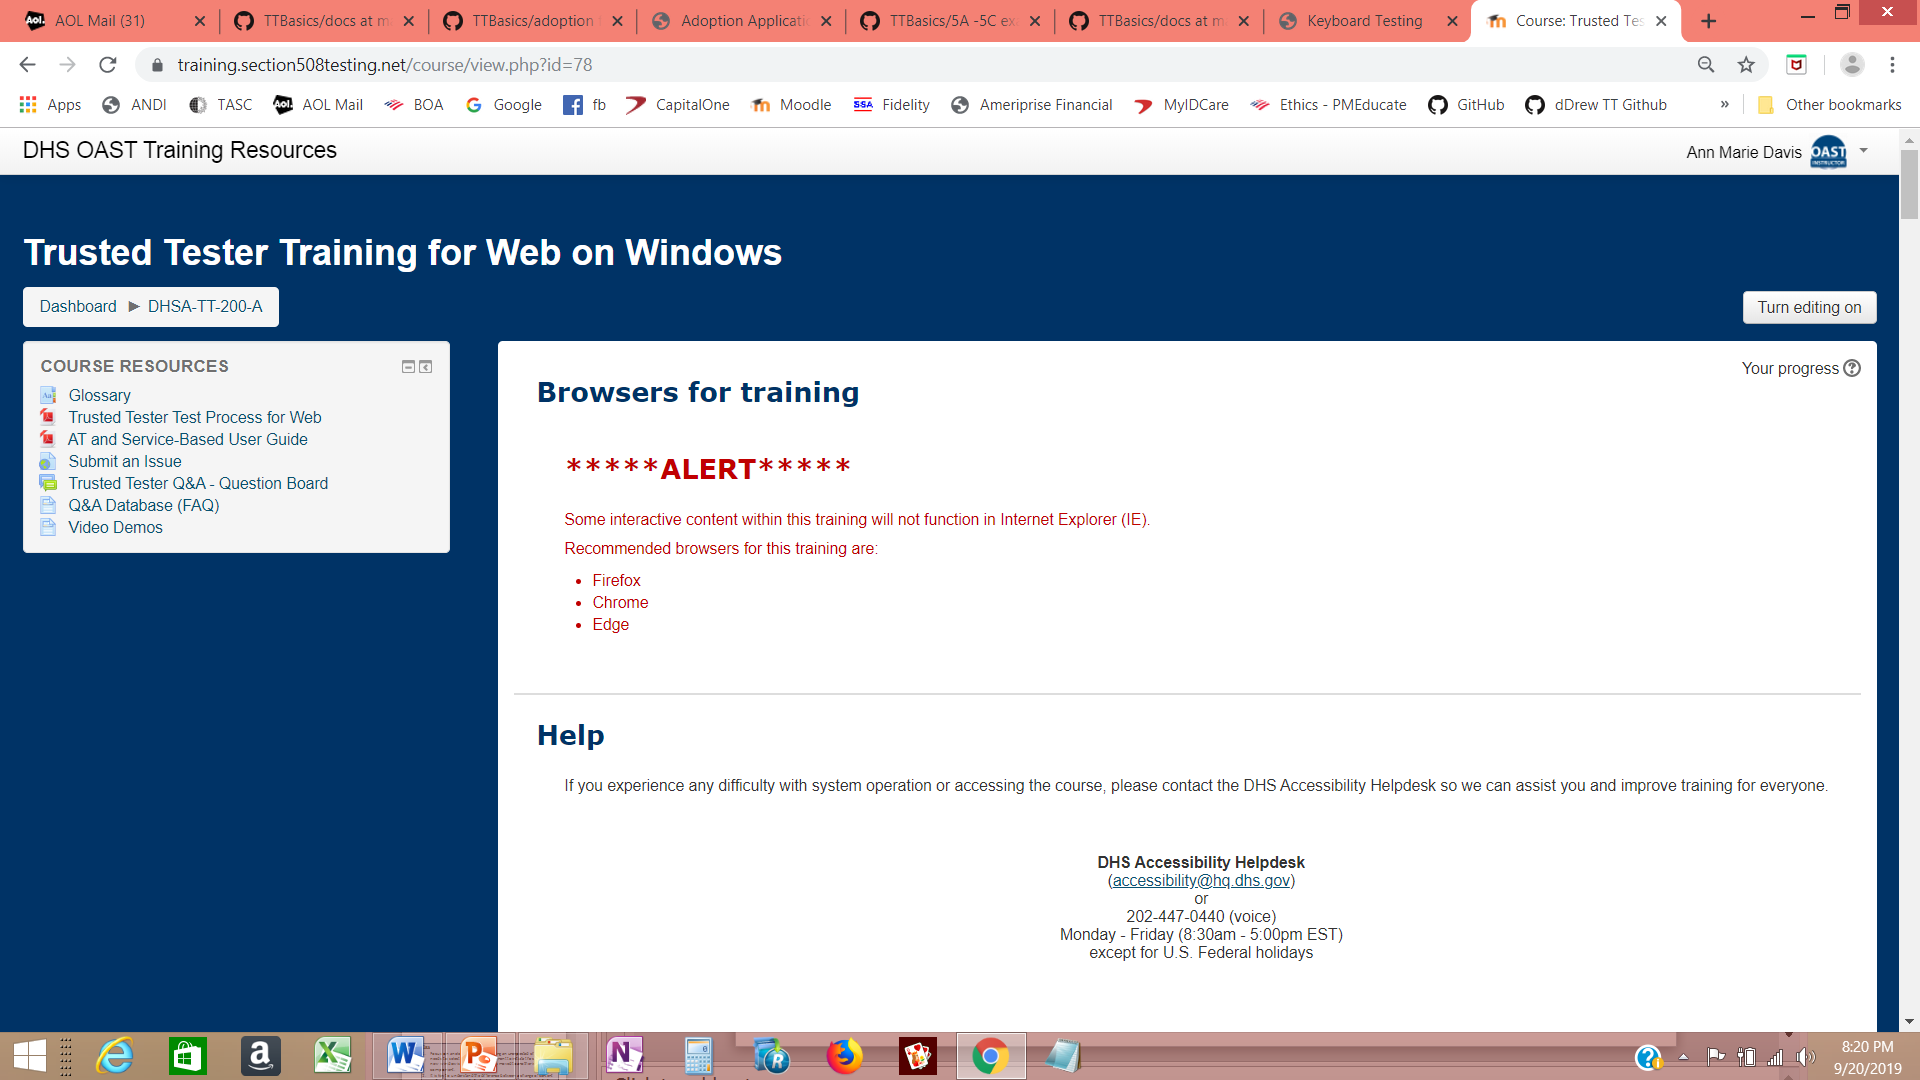 AOL Mail (31)
TTBasics/docs at m
TTBasics/adoption
Adoption Applicati
TTBasics/5A -5C ex
TTBasics/docs at m
Keyboard Testing
Course: Trusted Tes
training.section508testing.net/course/view.php?id=78
Apps
ANDI
TASC
Aol.
AOL Mail
BOA
Google
fb
CapitalOne
Moodle
SSA
Fidelity
Ameriprise Financial
MyIDCare
Ethics - PMEducate
GitHub
dDrew TT Github
»
Other bookmarks
DHS OAST Training Resources
Ann Marie Davis
OAST
INSTRUCTOR
Trusted Tester Training for Web on Windows
Dashboard ► DHSA-TT-200-A
Turn editing on
COURSE RESOURCES
Glossary
Trusted Tester Test Process for Web
AT and Service-Based User Guide
Submit an Issue
Trusted Tester Q&A - Question Board
Q&A Database (FAQ)
Video Demos
Your progress
Browsers for training
*****ALERT*****
Some interactive content within this training will not function in Internet Explorer (IE).
Recommended browsers for this training are:
• Firefox
• Chrome
• Edge
Help
If you experience any difficulty with system operation or accessing the course, please contact the DHS Accessibility Helpdesk so we can assist you and improve training for everyone.
DHS Accessibility Helpdesk
(accessibility@hq.dhs.gov)
or
202-447-0440 (voice)
Monday - Friday (8:30am - 5:00pm EST)
except for U.S. Federal holidays
8:20 PM
9/20/2019